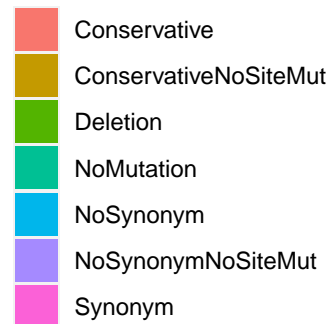 Conservative
ConservativeNoSiteMut
Deletion
NoMutation
NoSynonym
NoSynonymNoSiteMut
Synonym